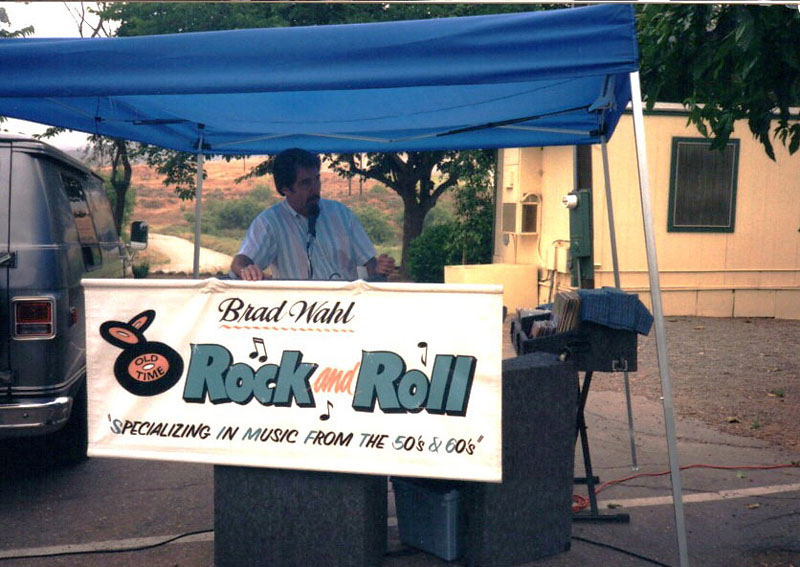 Brad Wahl
OLD
TIME
Rock and Roll
"SPECIALIZING IN MUSIC FROM THE 50's & 60's"